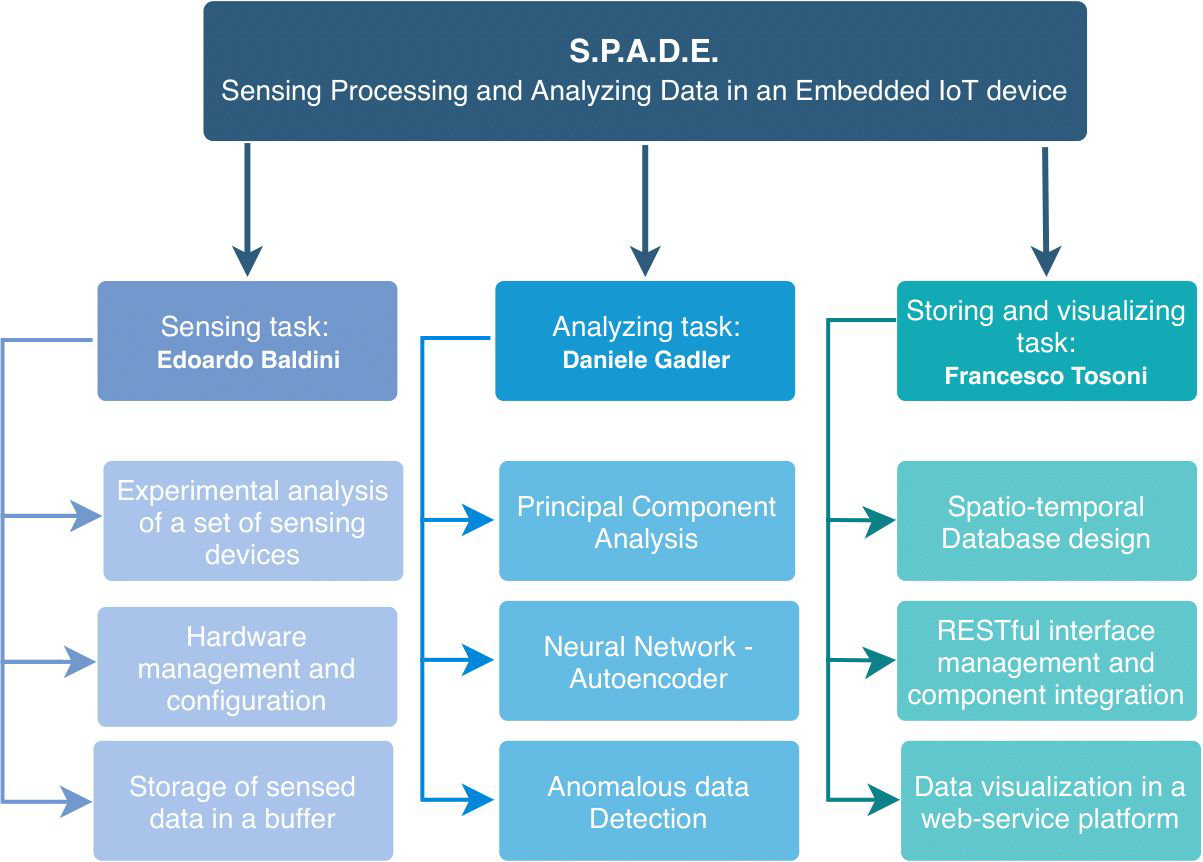 S.P.A.D.E.
Sensing Processing and Analyzing Data in an Embedded IoT device
Sensing task:
Edoardo Baldini
Experimental analysis
of a set of sensing
devices
Hardware
management and
configuration
Storage of sensed
data in a buffer
Analyzing task:
Daniele Gadler
Principal Component
Analysis
Neural Network -
Autoencoder
Anomalous data
Detection
Storing and visualizing
task:
Francesco Tosoni
Spatio-temporal
Database design
RESTful interface
management and
component integration
Data visualization in a
web-service platform